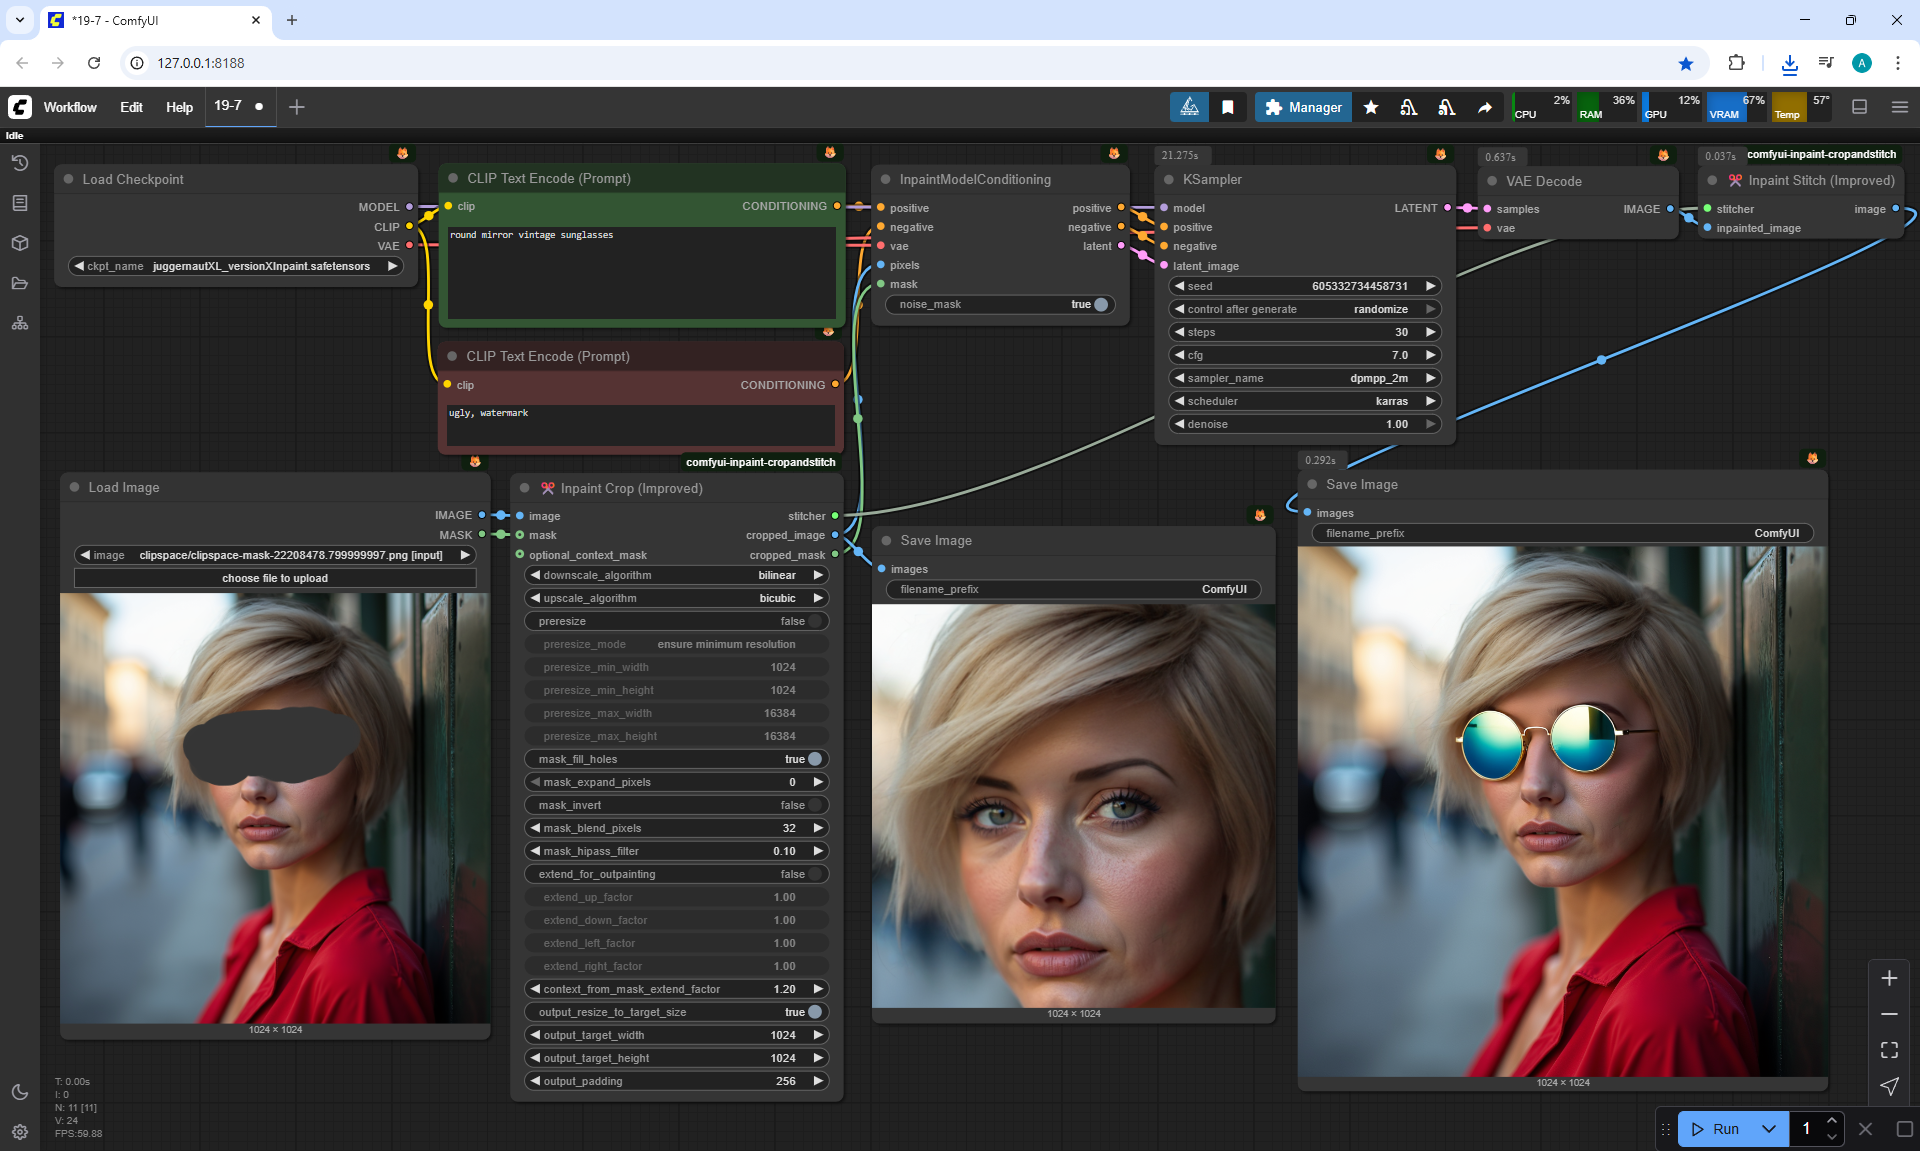 *19-7 - ComfyUI
127.0.0.1:8188
A
Workflow Edit Help 19-7
Manager
CPU 2% RAM 36% GPU 12% VRAM 67% Temp 57°
Idle
Load Checkpoint
MODEL
CLIP
VAE
ckpt_name juggernautXL_versionXInpaint.safetensors
CLIP Text Encode (Prompt)
clip CONDITIONING
round mirror vintage sunglasses
CLIP Text Encode (Prompt)
clip CONDITIONING
ugly, watermark
InpaintModelConditioning
positive positive
negative negative
vae latent
pixels
mask
noise_mask true
21.275s
KSampler
model LATENT
positive
negative
latent_image
seed 605332734458731
control after generate randomize
steps 30
cfg 7.0
sampler_name dpmpp_2m
scheduler karras
denoise 1.00
0.637s
VAE Decode
samples IMAGE
vae
0.037s
comfyui-inpaint-cropandstitch
Inpaint Stitch (Improved)
stitcher image
inpainted_image
Load Image
IMAGE
MASK
image clipspace/clipspace-mask-22208478.799999997.png [input]
choose file to upload
1024 × 1024
comfyui-inpaint-cropandstitch
Inpaint Crop (Improved)
image stitcher
mask cropped_image
optional_context_mask cropped_mask
downscale_algorithm bilinear
upscale_algorithm bicubic
preresize false
preresize_mode ensure minimum resolution
preresize_min_width 1024
preresize_min_height 1024
preresize_max_width 16384
preresize_max_height 16384
mask_fill_holes true
mask_expand_pixels 0
mask_invert false
mask_blend_pixels 32
mask_hipass_filter 0.10
extend_for_outpainting false
extend_up_factor 1.00
extend_down_factor 1.00
extend_left_factor 1.00
extend_right_factor 1.00
context_from_mask_extend_factor 1.20
output_resize_to_target_size true
output_target_width 1024
output_target_height 1024
output_padding 256
Save Image
images
filename_prefix ComfyUI
1024 × 1024
0.292s
Save Image
images
filename_prefix ComfyUI
1024 × 1024
T: 0.00s
I: 0
N: 11 [11]
V: 24
FPS:59.88
Run 1